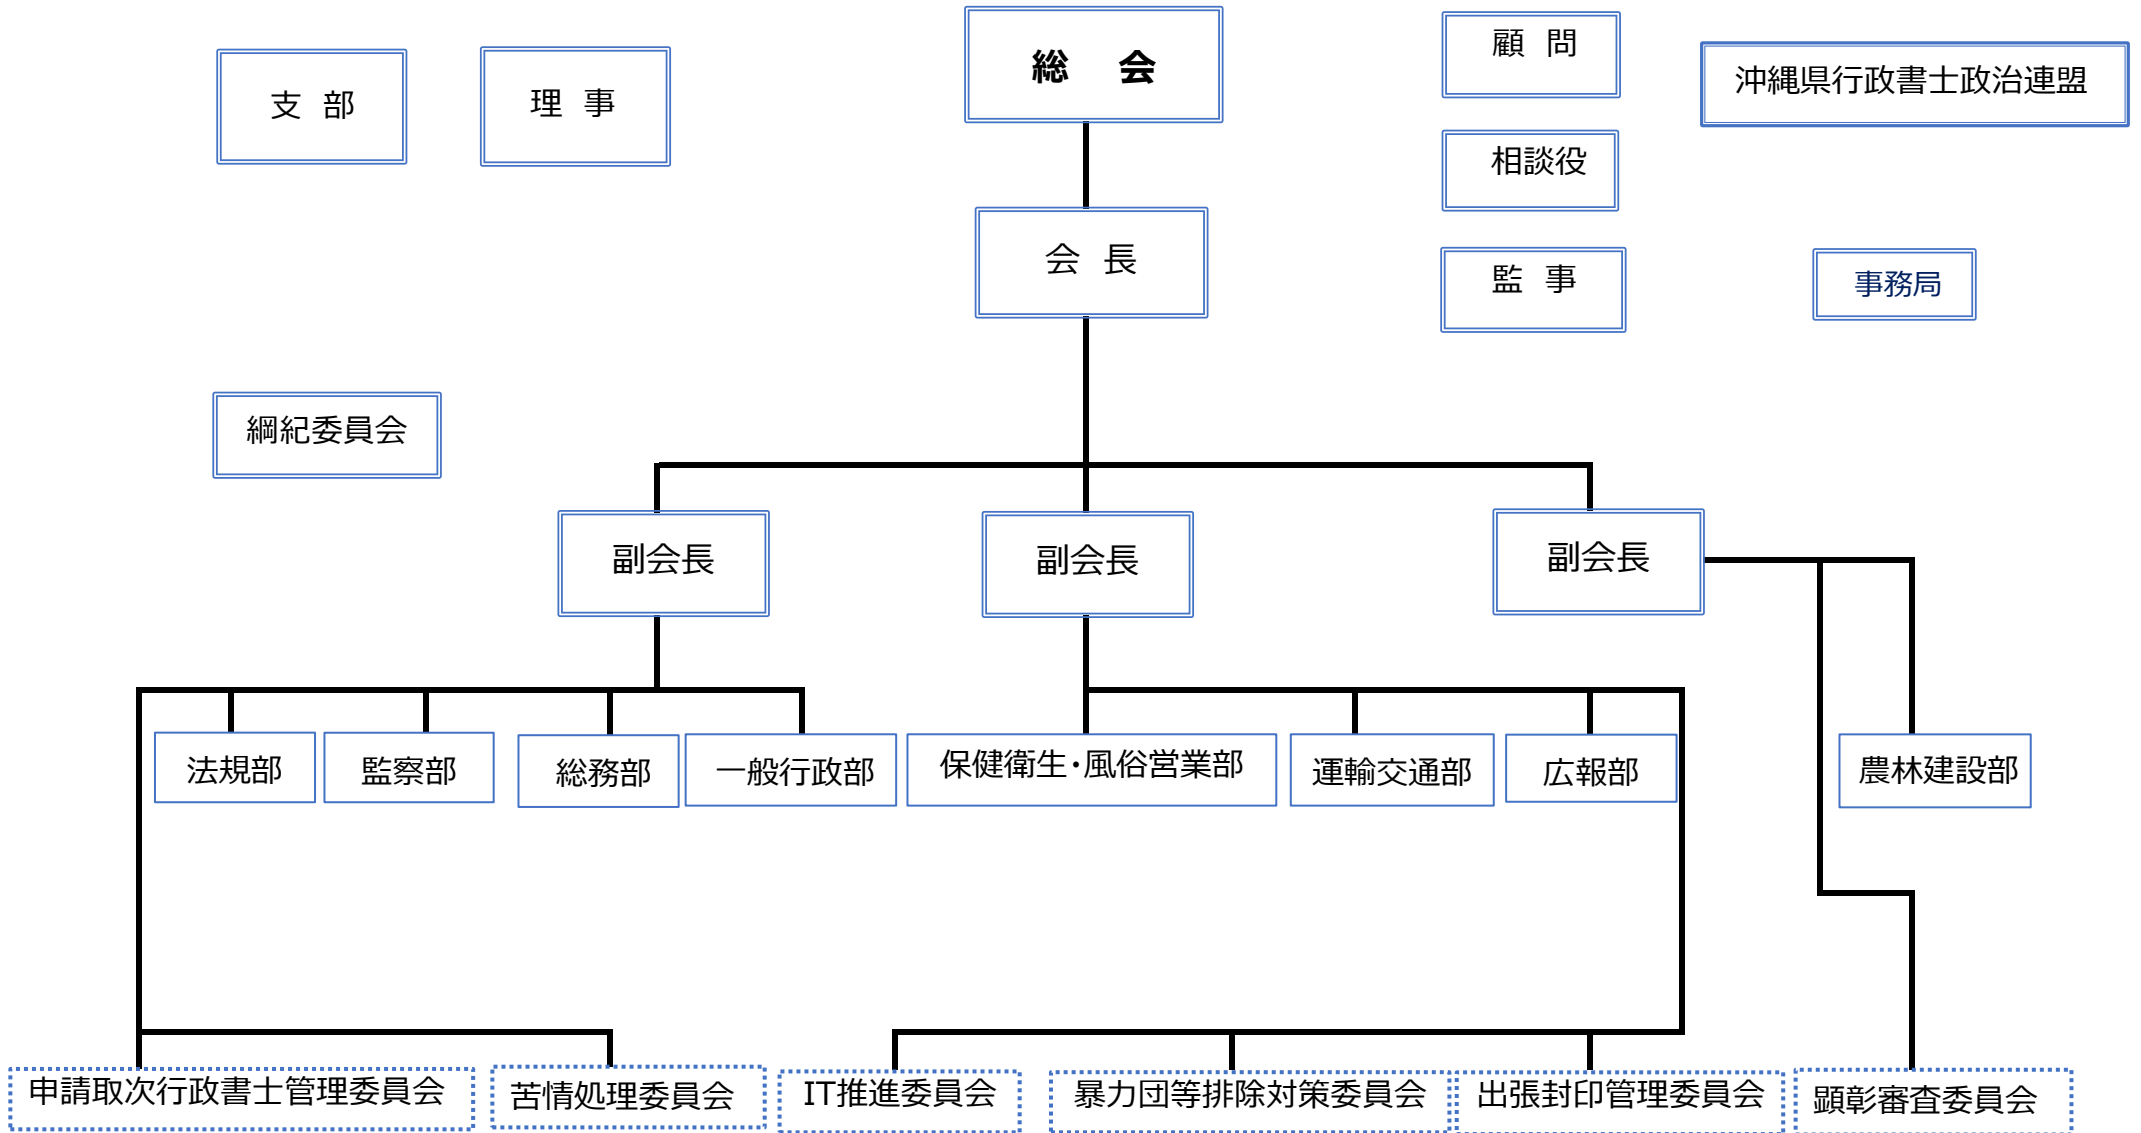 総 会
支 部
理 事
顧 問
沖縄県行政書士政治連盟
相談役
会 長
監 事
事務局
綱紀委員会
副会長
副会長
副会長
法規部
監察部
総務部
一般行政部
保健衛生・風俗営業部
運輸交通部
広報部
農林建設部
申請取次行政書士管理委員会
苦情処理委員会
IT推進委員会
暴力団等排除対策委員会
出張封印管理委員会
顕彰審査委員会